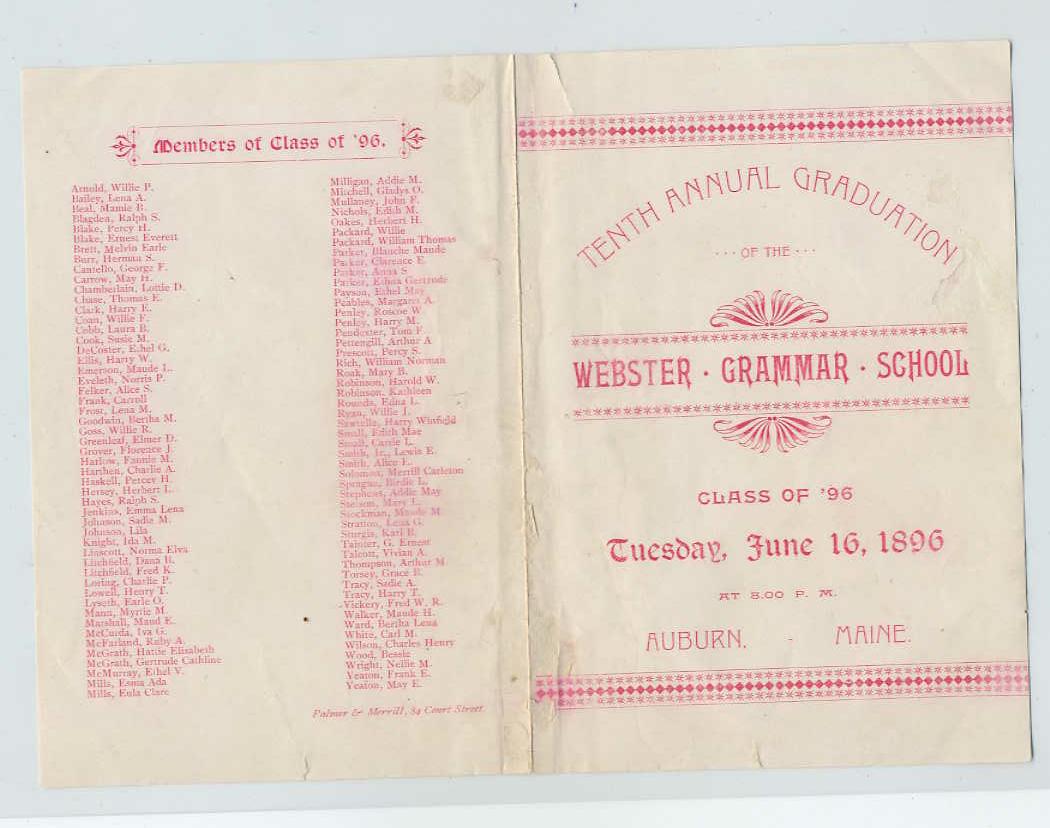 Members of Class of '96.
Arnold, Willie P.
Bailey, Lena A.
Beal, Mamie B.
Blagden, Ralph S.
Blake, Percy H.
Blake, Ernest Everett
Brett, Melvin Earle
Burr, Herman S.
Cantello, George F.
Carrow, May H.
Chamberlain, Lottie D.
Chase, Thomas E.
Clark, Harry E.
Coan, Willie F.
Cobb, Laura B.
Cook, Susie M.
DeCoster, Ethel G.
Ellis, Harry W.
Emerson, Maude L.
Eveleth, Norris P.
Felker, Alice S.
Frank, Carroll
Frost, Lena M.
Goodwin, Bertha M.
Goss, Willie R.
Greenleaf, Elmer D.
Grover, Florence J.
Harlow, Fannie M.
Harthen, Charlie A.
Haskell, Percey H.
Hersey, Herbert L.
Hayes, Ralph S.
Jenkins, Emma Lena
Johnson, Sadie M.
Johnson, Lila
Knight, Ida M.
Linscott, Norma Elva
Litchfield, Dana B.
Litchfield, Fred K.
Loring, Charlie P.
Lowell, Henry T.
Lyseth, Earle O.
Mann, Myrtie M.
Marshall, Maud E.
McCurda, Iva G.
McFarland, Ruby A.
McGrath, Hattie Elizabeth
McGrath, Gertrude Cathline
McMurray, Ethel V.
Mills, Esma Ada
Mills, Eula Clare
Milligan, Addie M.
Mitchell, Gladys O.
Mullaney, John F.
Nichols, Edith M.
Oakes, Herbert H.
Packard, Willie
Packard, William Thomas
Parker, Blanche Maude
Parker, Clarence E.
Parker, Anna S
Parker, Edna Gertrude
Payson, Ethel May
Peables, Margaret A.
Penley, Roscoe W
Penley, Harry M.
Pendexter, Tom F
Pettengill, Arthur A
Prescott, Percy S.
Rich, William Norman
Roak, Mary B.
Robinson, Harold W.
Robinson, Kathleen
Rounds, Edna L.
Ryan, Willie J.
Sawtelle, Harry Winfield
Small, Edith Mae
Small, Carrie L.
Smith, Jr., Lewis E.
Smith, Alice E.
Solomon, Merrill Carleton
Sprague, Birdie L.
Stephens, Addie May
Stetson, Mary L.
Stockman, Maude M
Stratton, Lena G.
Sturgis, Karl B.
Tainter, G. Ernest
Talcott, Vivian A.
Thompson, Arthur M
Torsey, Grace B.
Tracy, Sadie A.
Tracy, Harry T.
Vickery, Fred W. R.
Walker, Maude H.
Ward, Bertha Lena
White, Carl M.
Wilson, Charles Henry
Wood, Bessie
Wright, Nellie M.
Yeaton, Frank E.
Yeaton, May E.
Palmer & Merrill, 84 Court Street.
TENTH ANNUAL GRADUATION
· · · OF THE · · ·
WEBSTER · GRAMMAR · SCHOOL
CLASS OF '96
Tuesday, June 16, 1896
AT 8.00 P. M.
AUBURN, - MAINE.